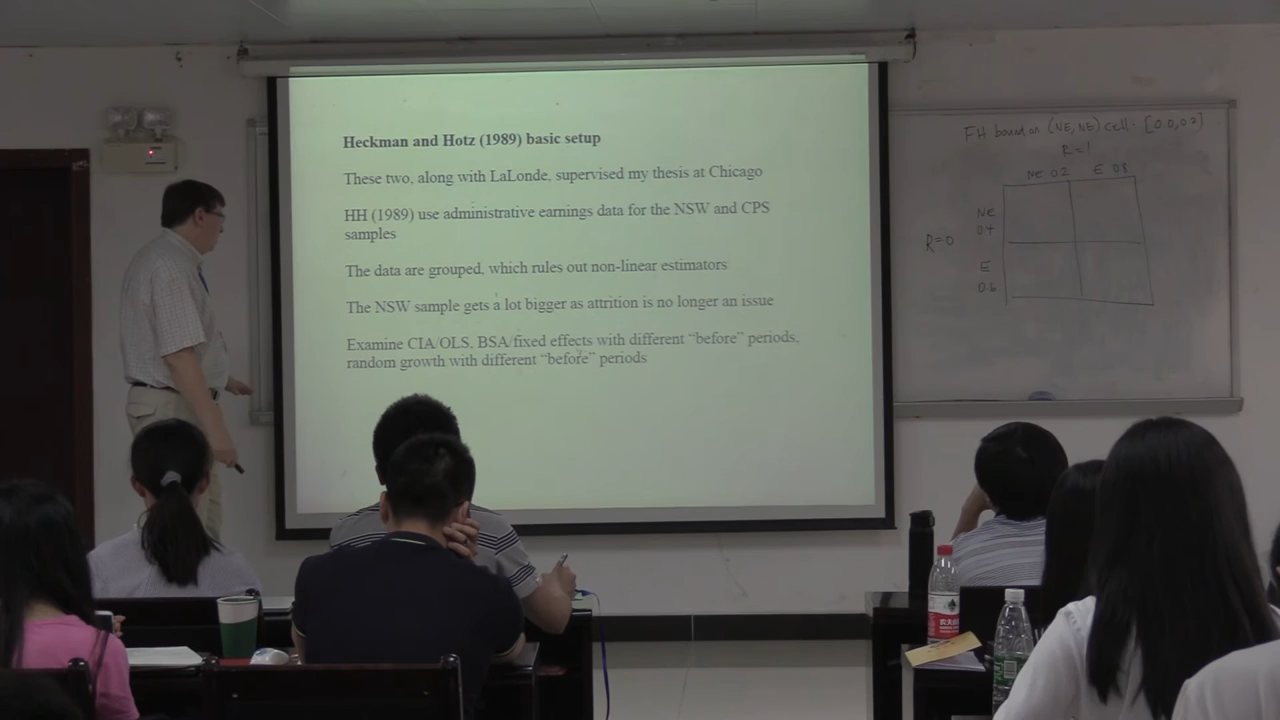 Heckman and Hotz (1989) basic setup
These two, along with LaLonde, supervised my thesis at Chicago
HH (1989) use administrative earnings data for the NSW and CPS
samples
The data are grouped, which rules out non-linear estimators
The NSW sample gets a lot bigger as attrition is no longer an issue
Examine CIA/OLS, BSA/fixed effects with different “before” periods,
random growth with different “before” periods
FH bound on (NE, NE) cell - [0.0, 0.2]
R=1
NE 0.2 E 0.8
NE
0.4
R=0
E
0.6